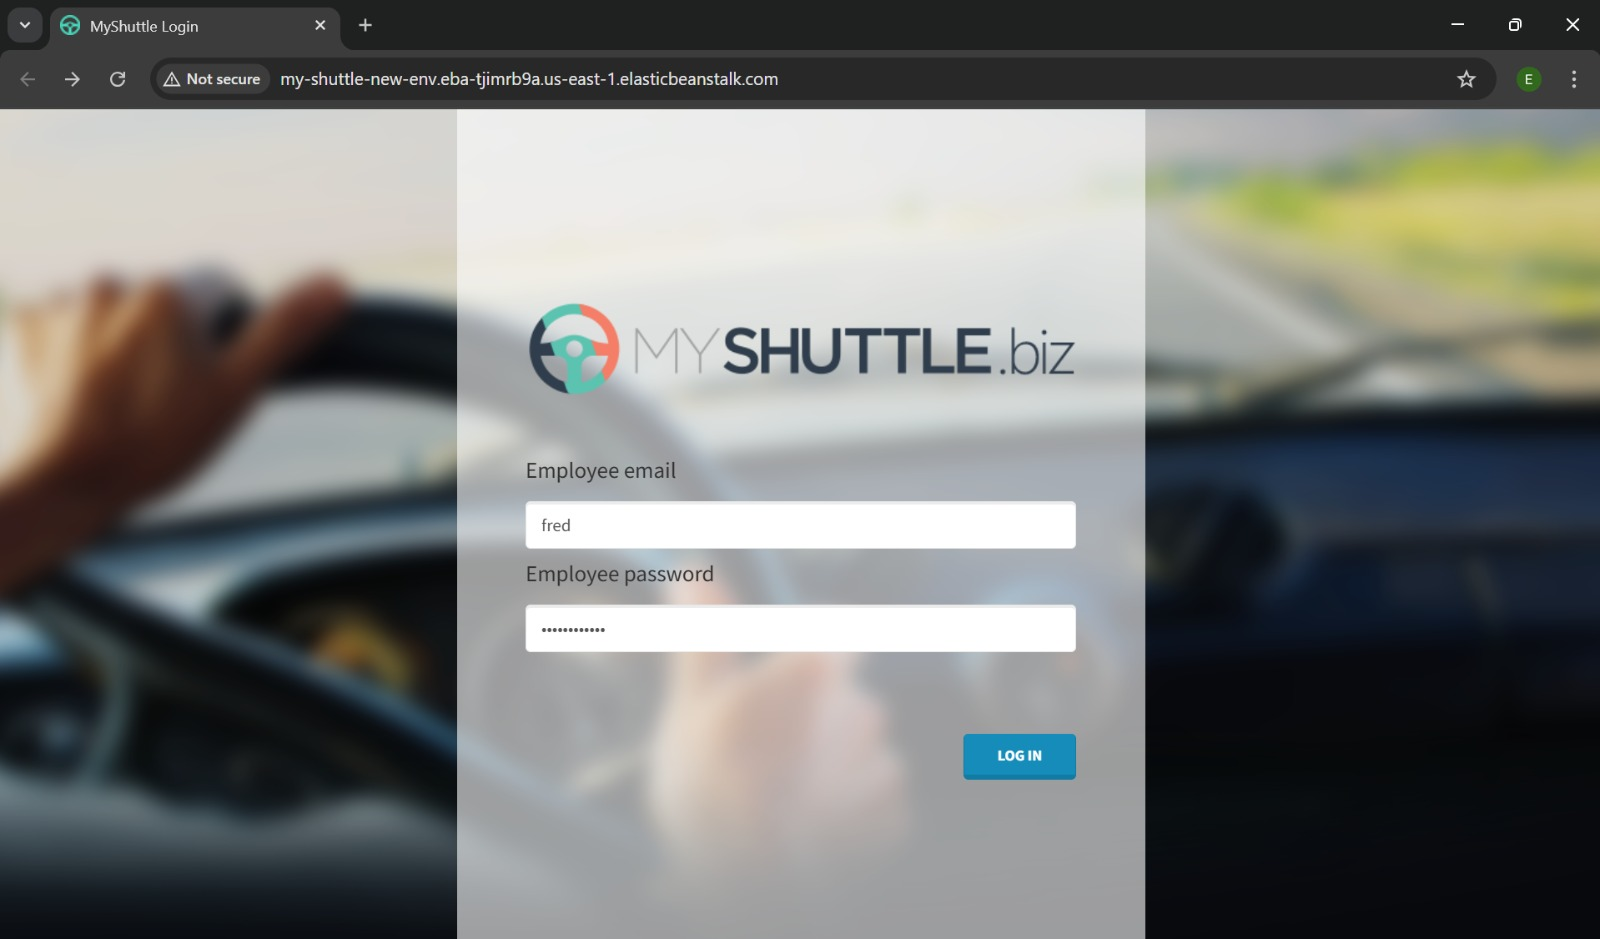 MyShuttle Login
Not secure
my-shuttle-new-env.eba-tjimrb9a.us-east-1.elasticbeanstalk.com
E
MYSHUTTLE.biz
Employee email
fred
Employee password
••••••••••••
LOG IN